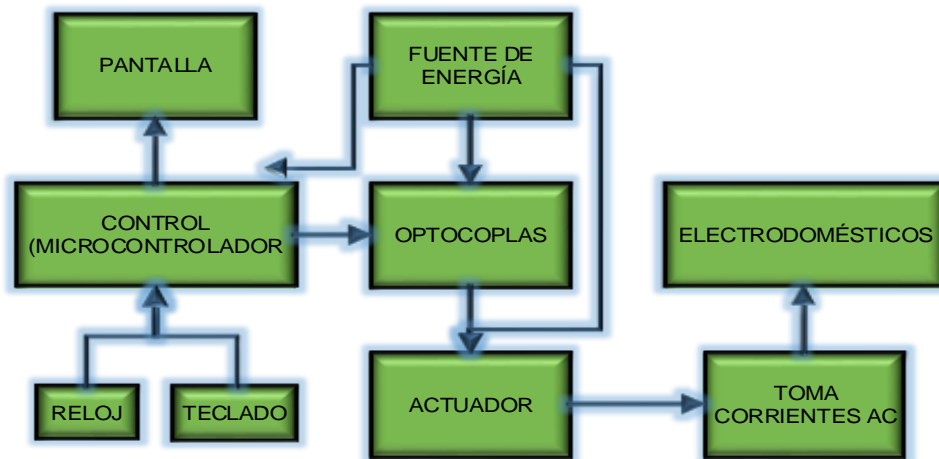 PANTALLA
FUENTE DE
ENERGÍA
CONTROL
(MICROCONTROLADOR
OPTOCOPLAS
ELECTRODOMÉSTICOS
RELOJ
TECLADO
ACTUADOR
TOMA
CORRIENTES AC